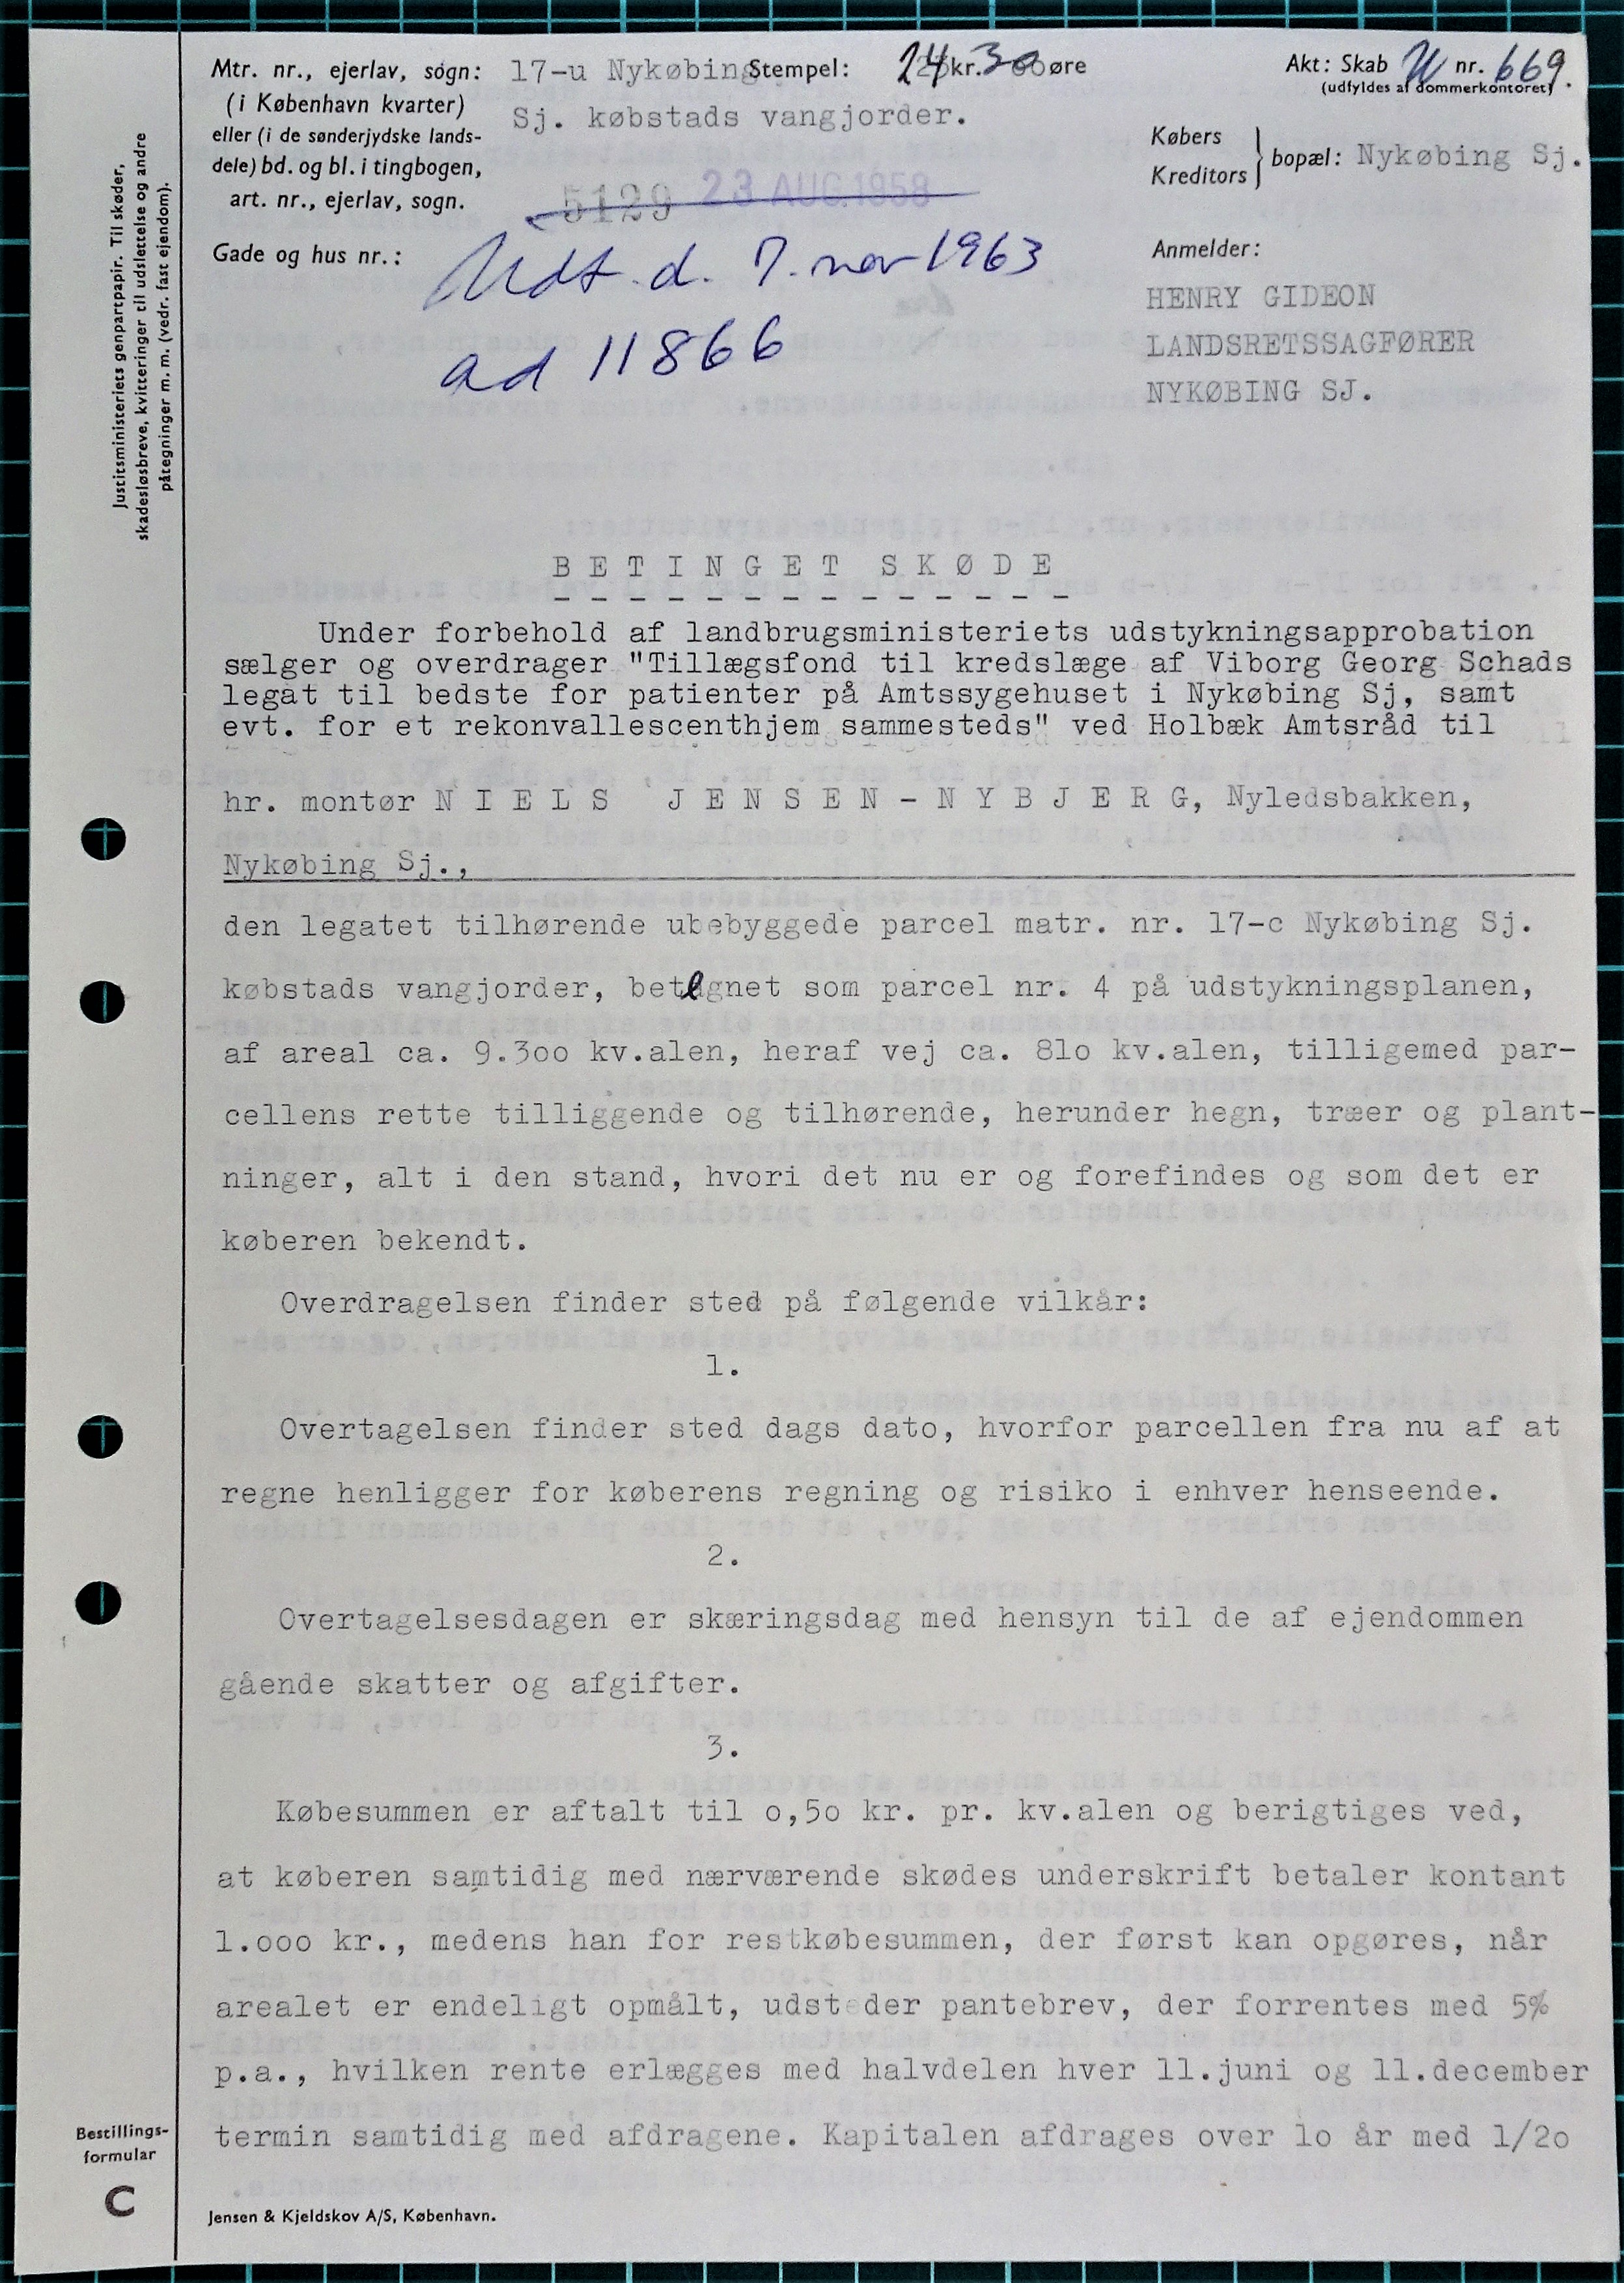 Mtr. nr., ejerlav, sogn: 17-u Nykøbing Stempel: 24 kr. 30 øre
(i København kvarter) Sj. købstads vangjorder.
eller (i de sønderjydske lands-
dele) bd. og bl. i tingbogen,
art. nr., ejerlav, sogn.
5129 23 AUG. 1958
Gade og hus nr.:
Udst. d. 7. nov 1963
ad 11866
Akt: Skab nr. 669.
(udfyldes af dommerkontoret)
Købers
Kreditors } bopæl: Nykøbing Sj.
Anmelder:
HENRY GIDEON
LANDSRETSSAGFØRER
NYKØBING SJ.
Justitsministeriets genpartpapir. Til skøder,
skadesløsbreve, kvitteringer til udslettelse og andre
påtegninger m. m. (vedr. fast ejendom).
BETINGET SKØDE
Under forbehold af landbrugsministeriets udstykningsapprobation
sælger og overdrager "Tillægsfond til kredslæge af Viborg Georg Schads
legat til bedste for patienter på Amtssygehuset i Nykøbing Sj, samt
evt. for et rekonvallescenthjem sammesteds" ved Holbæk Amtsråd til
hr. montør NIELS JENSEN-NYBJERG, Nyledsbakken,
Nykøbing Sj.,
den legatet tilhørende ubebyggede parcel matr. nr. 17-c Nykøbing Sj.
købstads vangjorder, betegnet som parcel nr. 4 på udstykningsplanen,
af areal ca. 9.3oo kv.alen, heraf vej ca. 81o kv.alen, tilligemed par-
cellens rette tilliggende og tilhørende, herunder hegn, træer og plant-
ninger, alt i den stand, hvori det nu er og forefindes og som det er
køberen bekendt.
Overdragelsen finder sted på følgende vilkår:
1.
Overtagelsen finder sted dags dato, hvorfor parcellen fra nu af at
regne henligger for køberens regning og risiko i enhver henseende.
2.
Overtagelsesdagen er skæringsdag med hensyn til de af ejendommen
gående skatter og afgifter.
3.
Købesummen er aftalt til o,5o kr. pr. kv.alen og berigtiges ved,
at køberen samtidig med nærværende skødes underskrift betaler kontant
1.ooo kr., medens han for restkøbesummen, der først kan opgøres, når
arealet er endeligt opmålt, udsteder pantebrev, der forrentes med 5%
p.a., hvilken rente erlægges med halvdelen hver 11.juni og 11.december
termin samtidig med afdragene. Kapitalen afdrages over 1o år med 1/2o
Bestillings-
formular
C
Jensen & Kjeldskov A/S, København.